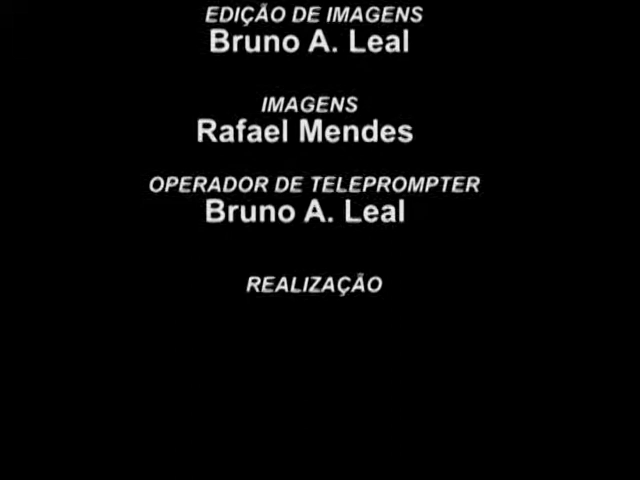 EDIÇÃO DE IMAGENS
Bruno A. Leal
IMAGENS
Rafael Mendes
OPERADOR DE TELEPROMPTER
Bruno A. Leal
REALIZAÇÃO